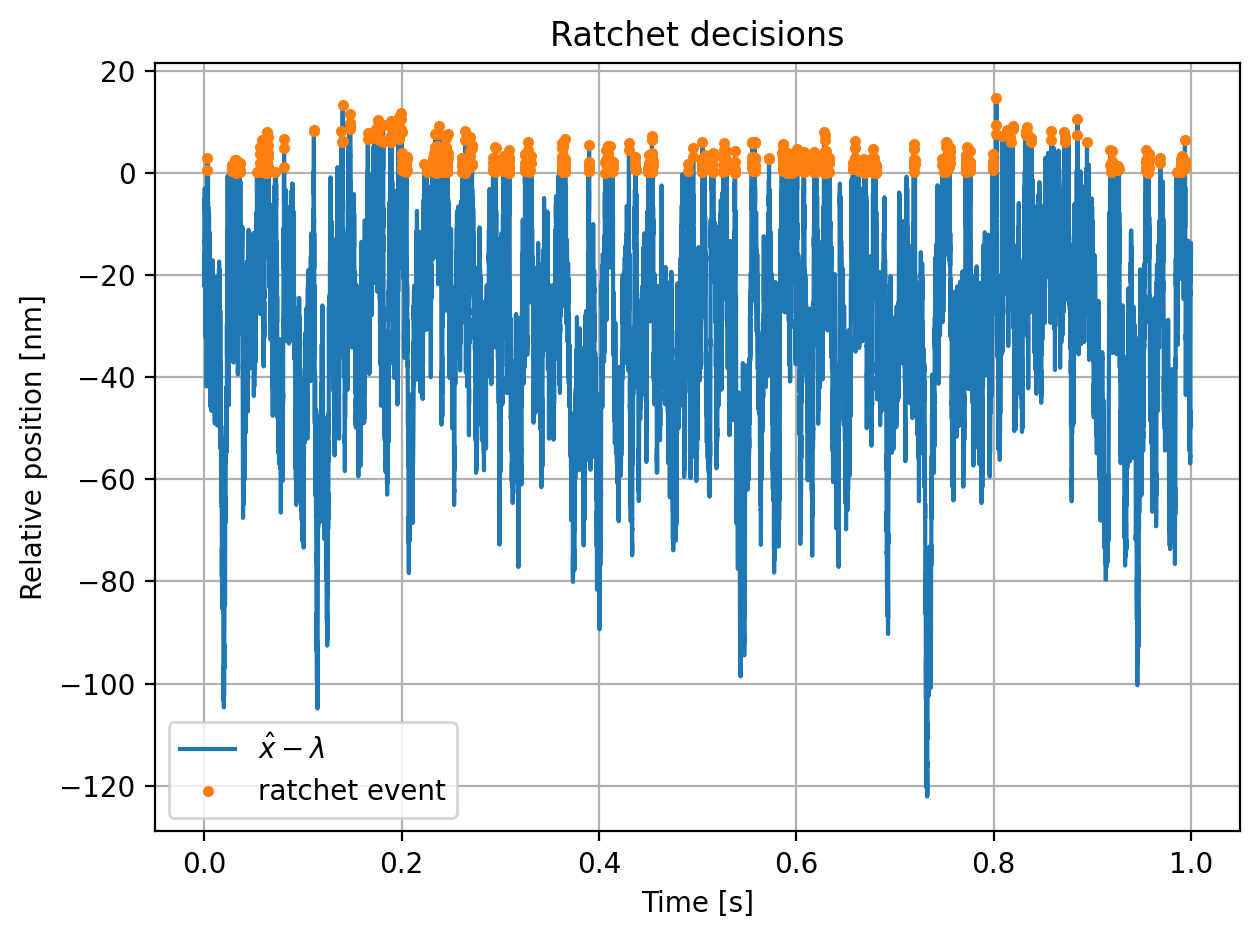 Ratchet decisions
20
0
−20
−40
−60
−80
−100
−120
Relative position [nm]
x̂ − λ
ratchet event
0.0 0.2 0.4 0.6 0.8 1.0
Time [s]